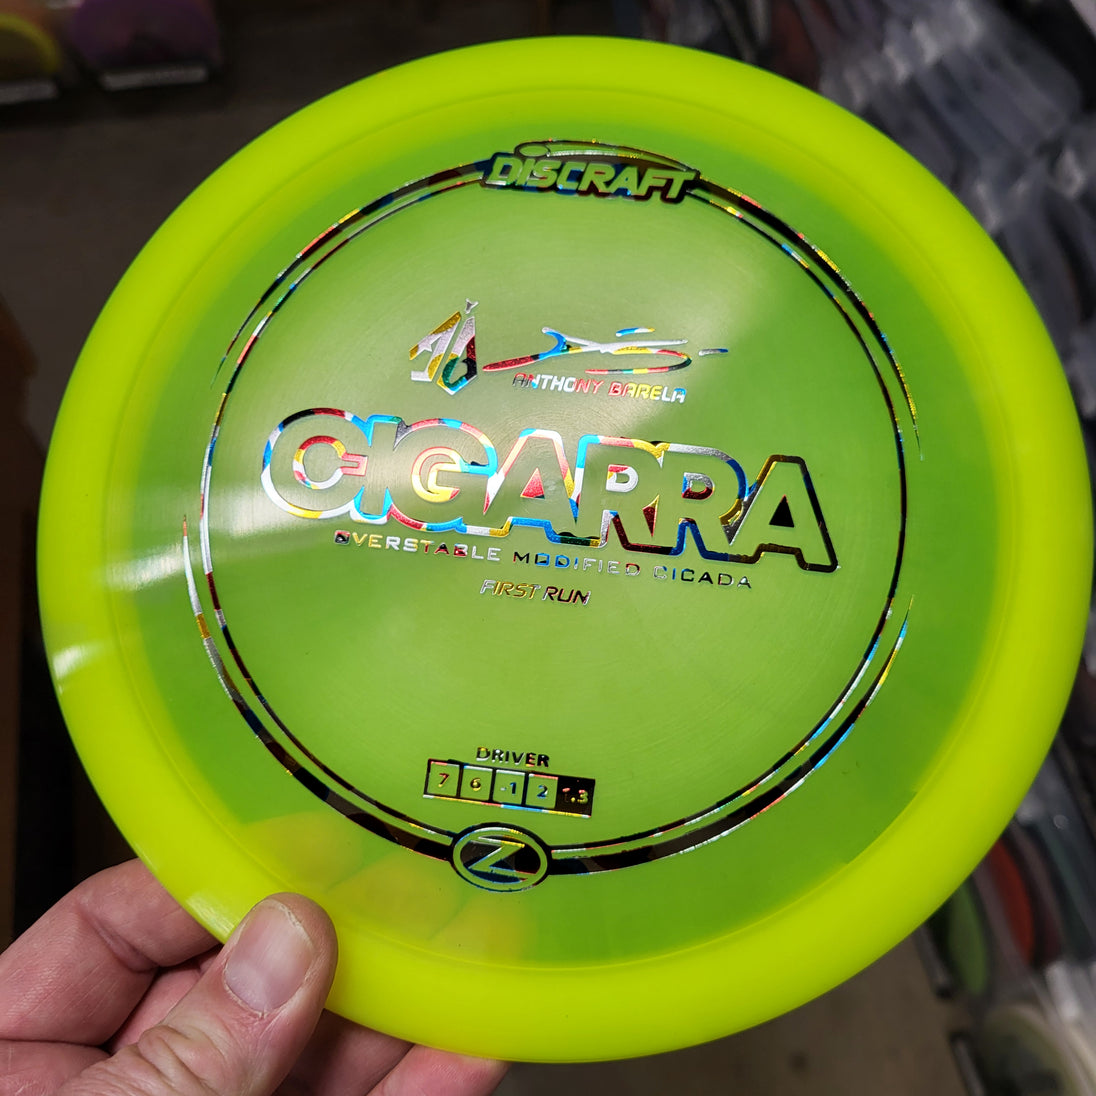 DISCRAFT
ANTHONY BARELA
CIGARRA
OVERSTABLE MODIFIED CICADA
FIRST RUN
DRIVER
7 6 -1 2 1.3
Z